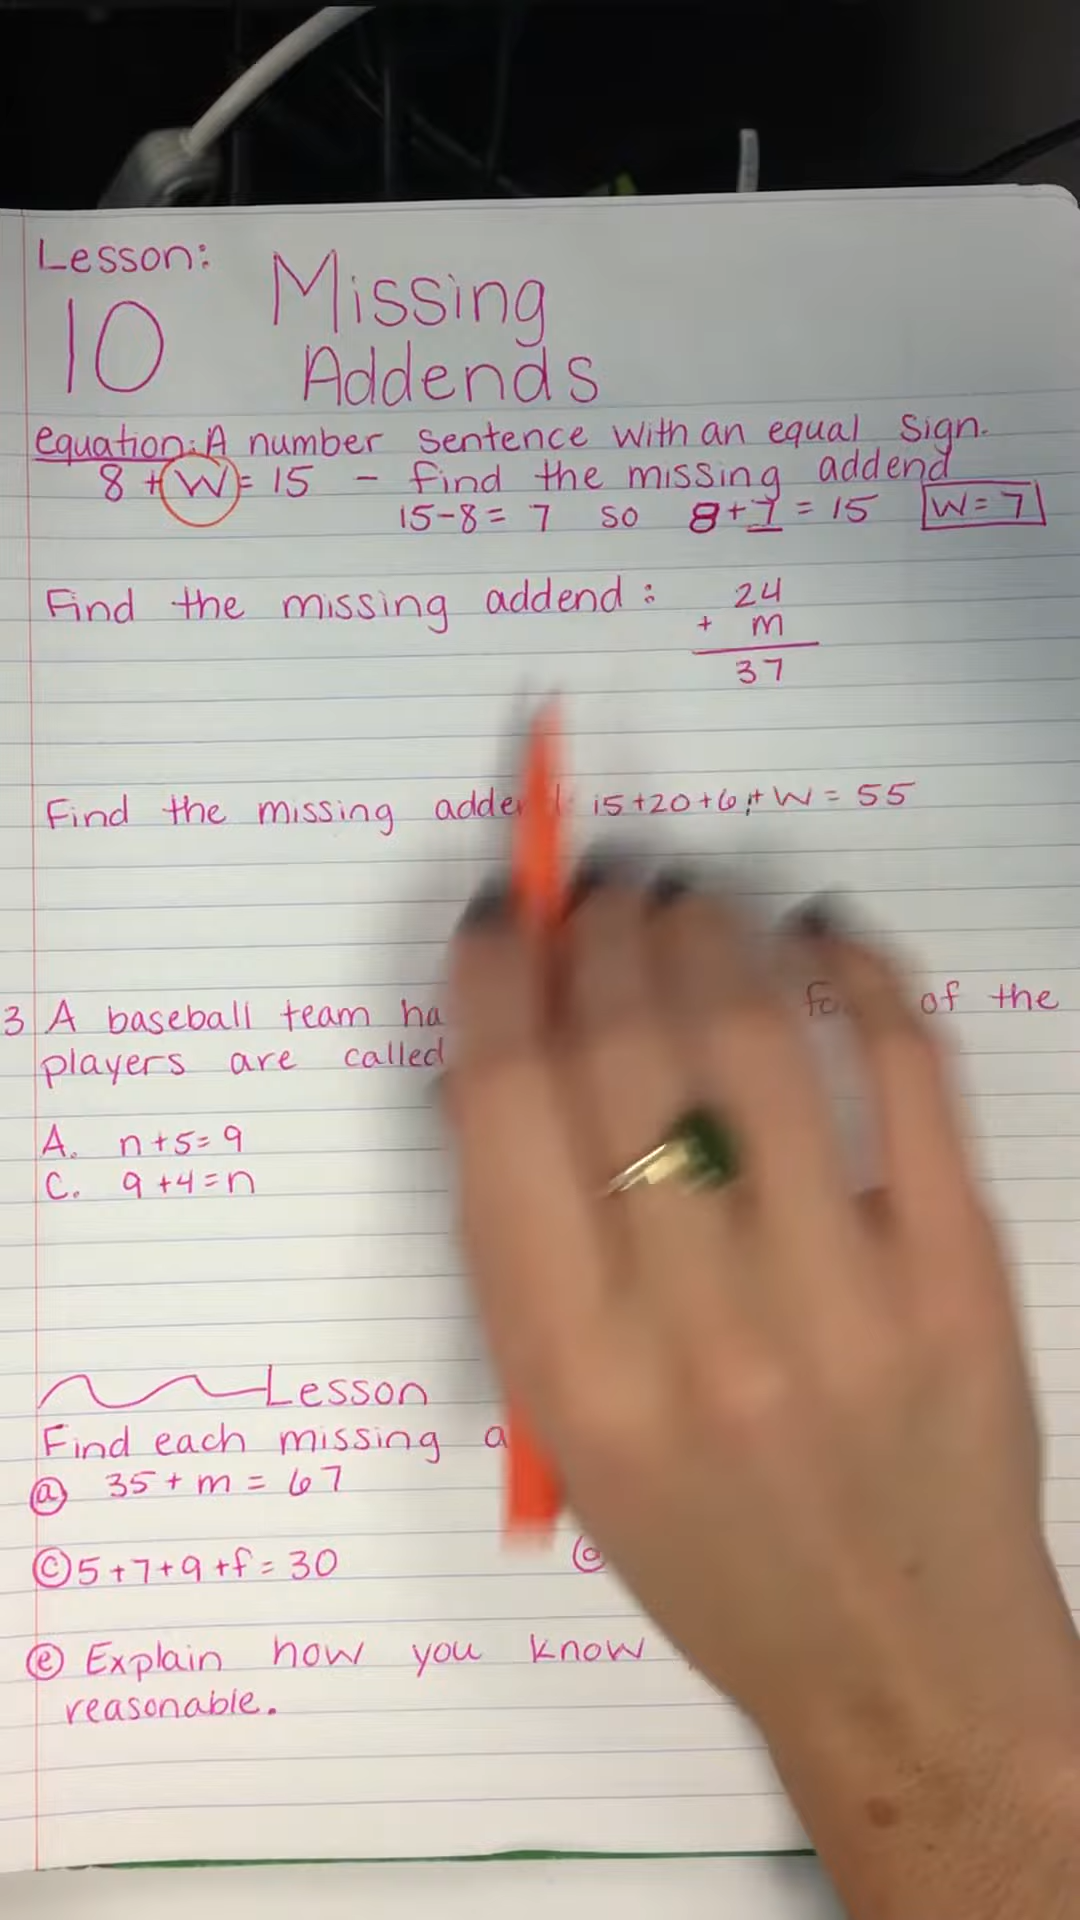 Lesson:
10
Missing
Addends
equation: A number sentence with an equal sign.
8 + W = 15 - find the missing addend
15-8 = 7 so 8+7 = 15 W = 7
Find the missing addend:
24
+ m
37
Find the missing 15+20+6+ W = 55
3 A baseball team of the
players are called
A. n+5=9
C. 9+4=n
Lesson
Find each missing
a 35 + m = 67
c 5+7+9+f = 30
e Explain how you know
reasonable.